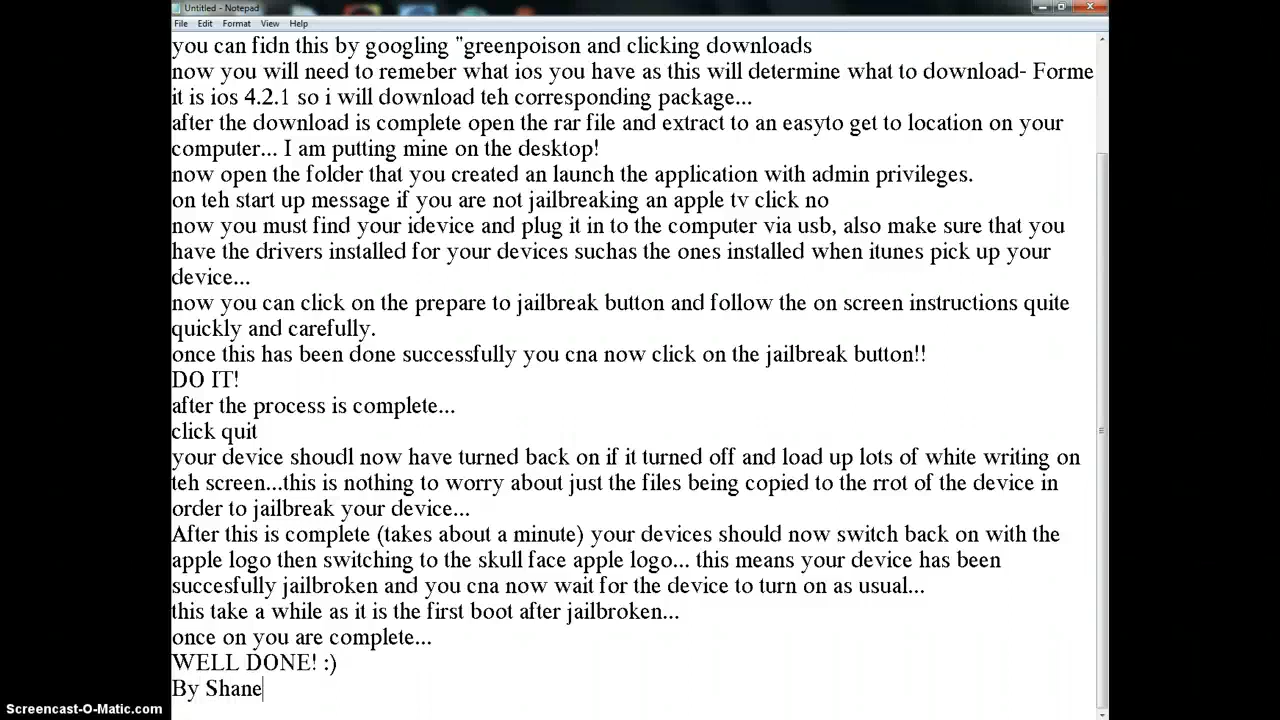 Untitled - Notepad
File Edit Format View Help
you can fidn this by googling "greenpoison and clicking downloads
now you will need to remeber what ios you have as this will determine what to download- Forme
it is ios 4.2.1 so i will download teh corresponding package...
after the download is complete open the rar file and extract to an easyto get to location on your
computer... I am putting mine on the desktop!
now open the folder that you created an launch the application with admin privileges.
on teh start up message if you are not jailbreaking an apple tv click no
now you must find your idevice and plug it in to the computer via usb, also make sure that you
have the drivers installed for your devices suchas the ones installed when itunes pick up your
device...
now you can click on the prepare to jailbreak button and follow the on screen instructions quite
quickly and carefully.
once this has been done successfully you cna now click on the jailbreak button!!
DO IT!
after the process is complete...
click quit
your device shoudl now have turned back on if it turned off and load up lots of white writing on
teh screen...this is nothing to worry about just the files being copied to the rrot of the device in
order to jailbreak your device...
After this is complete (takes about a minute) your devices should now switch back on with the
apple logo then switching to the skull face apple logo... this means your device has been
succesfully jailbroken and you cna now wait for the device to turn on as usual...
this take a while as it is the first boot after jailbroken...
once on you are complete...
WELL DONE! :)
By Shane
Screencast-O-Matic.com